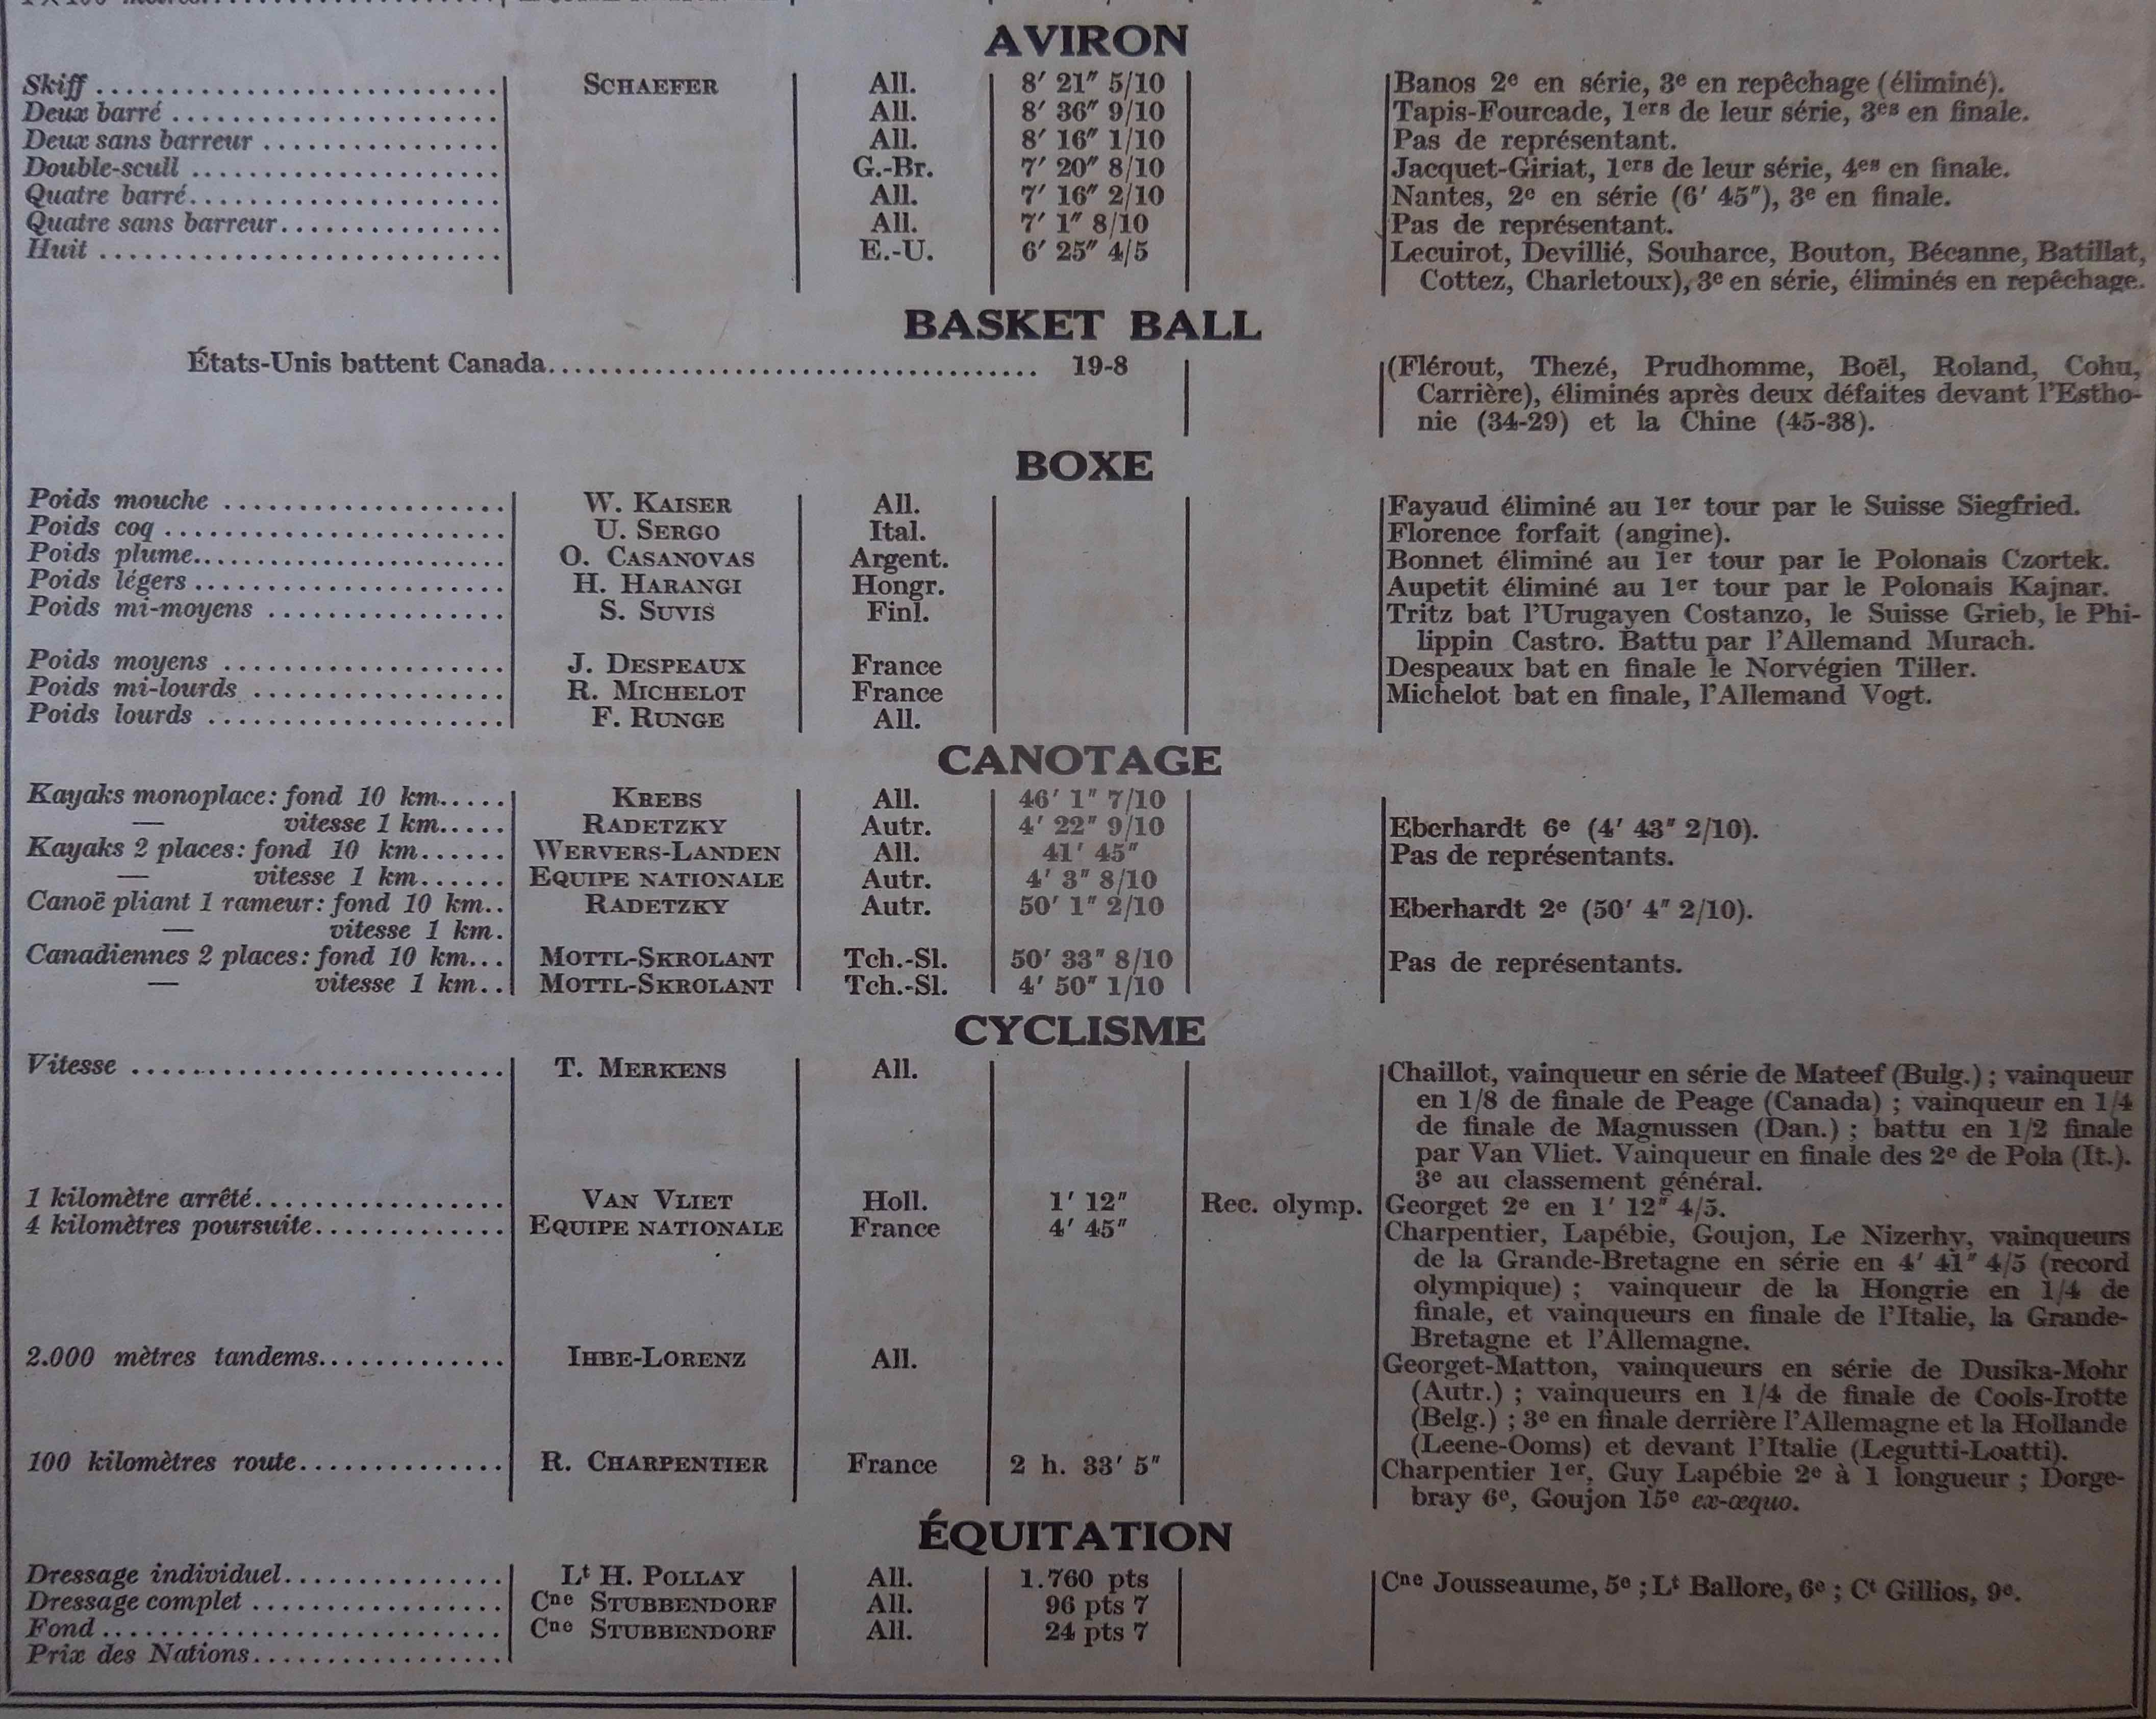 AVIRON
Skiff ............................ SCHAEFER All. 8′ 21″ 5/10 Banos 2e en série, 3e en repêchage (éliminé).
Deux barré ....................... All. 8′ 36″ 9/10 Tapis-Fourcade, 1ers de leur série, 3es en finale.
Deux sans barreur ................ All. 8′ 16″ 1/10 Pas de représentant.
Double-scull ..................... G.-Br. 7′ 20″ 8/10 Jacquet-Giriat, 1ers de leur série, 4es en finale.
Quatre barré...................... All. 7′ 16″ 2/10 Nantes, 2e en série (6′ 45″), 3e en finale.
Quatre sans barreur............... All. 7′ 1″ 8/10 Pas de représentant.
Huit ............................. E.-U. 6′ 25″ 4/5 Lecuirot, Devillié, Souharce, Bouton, Bécanne, Batillat,
Cottez, Charletoux), 3e en série, éliminés en repêchage.
BASKET BALL
États-Unis battent Canada.................................... 19-8 (Flérout, Thezé, Prudhomme, Boël, Roland, Cohu,
Carrière), éliminés après deux défaites devant l'Estho-
nie (34-29) et la Chine (45-38).
BOXE
Poids mouche ..................... W. KAISER All. Fayaud éliminé au 1er tour par le Suisse Siegfried.
Poids coq ........................ U. SERGO Ital. Florence forfait (angine).
Poids plume....................... O. CASANOVAS Argent. Bonnet éliminé au 1er tour par le Polonais Czortek.
Poids légers ..................... H. HARANGI Hongr. Aupetit éliminé au 1er tour par le Polonais Kajnar.
Poids mi-moyens .................. S. SUVIS Finl. Tritz bat l'Urugayen Costanzo, le Suisse Grieb, le Phi-
lippin Castro. Battu par l'Allemand Murach.
Poids moyens ..................... J. DESPEAUX France Despeaux bat en finale le Norvégien Tiller.
Poids mi-lourds .................. R. MICHELOT France Michelot bat en finale, l'Allemand Vogt.
Poids lourds ..................... F. RUNGE All.
CANOTAGE
Kayaks monoplace: fond 10 km..... KREBS All. 46′ 1″ 7/10
— vitesse 1 km..... RADETZKY Autr. 4′ 22″ 9/10 Eberhardt 6e (4′ 43″ 2/10).
Kayaks 2 places: fond 10 km...... WERVERS-LANDEN All. 41′ 45″ Pas de représentants.
— vitesse 1 km...... EQUIPE NATIONALE Autr. 4′ 3″ 8/10
Canoë pliant 1 rameur: fond 10 km.. RADETZKY Autr. 50′ 1″ 2/10 Eberhardt 2e (50′ 4″ 2/10).
— vitesse 1 km.
Canadiennes 2 places: fond 10 km... MOTTL-SKROLANT Tch.-Sl. 50′ 33″ 8/10 Pas de représentants.
— vitesse 1 km.. MOTTL-SKROLANT Tch.-Sl. 4′ 50″ 1/10
CYCLISME
Vitesse .......................... T. MERKENS All. Chaillot, vainqueur en série de Mateef (Bulg.) ; vainqueur
en 1/8 de finale de Peage (Canada) ; vainqueur en 1/4
de finale de Magnussen (Dan.) ; battu en 1/2 finale
par Van Vliet. Vainqueur en finale des 2e de Pola (It.).
3e au classement général.
1 kilomètre arrêté................ VAN VLIET Holl. 1′ 12″ Rec. olymp. Georget 2e en 1′ 12″ 4/5.
4 kilomètres poursuite............ EQUIPE NATIONALE France 4′ 45″ Charpentier, Lapébie, Goujon, Le Nizerhy, vainqueurs
de la Grande-Bretagne en série en 4′ 41″ 4/5 (record
olympique) ; vainqueur de la Hongrie en 1/4 de
finale, et vainqueurs en finale de l'Italie, la Grande-
Bretagne et l'Allemagne.
2.000 mètres tandems............. IHBE-LORENZ All. Georget-Matton, vainqueurs en série de Dusika-Mohr
(Autr.) ; vainqueurs en 1/4 de finale de Cools-Irotte
(Belg.) ; 3e en finale derrière l'Allemagne et la Hollande
(Leene-Ooms) et devant l'Italie (Legutti-Loatti).
100 kilomètres route.............. R. CHARPENTIER France 2 h. 33′ 5″ Charpentier 1er, Guy Lapébie 2e à 1 longueur ; Dorge-
bray 6e, Goujon 15e ex-æquo.
ÉQUITATION
Dressage individuel............... Lt H. POLLAY All. 1.760 pts Cne Jousseaume, 5e ; Lt Ballore, 6e ; Ct Gillios, 9e.
Dressage complet ................. Cne STUBBENDORF All. 96 pts 7
Fond ............................. Cne STUBBENDORF All. 24 pts 7
Prix des Nations..................